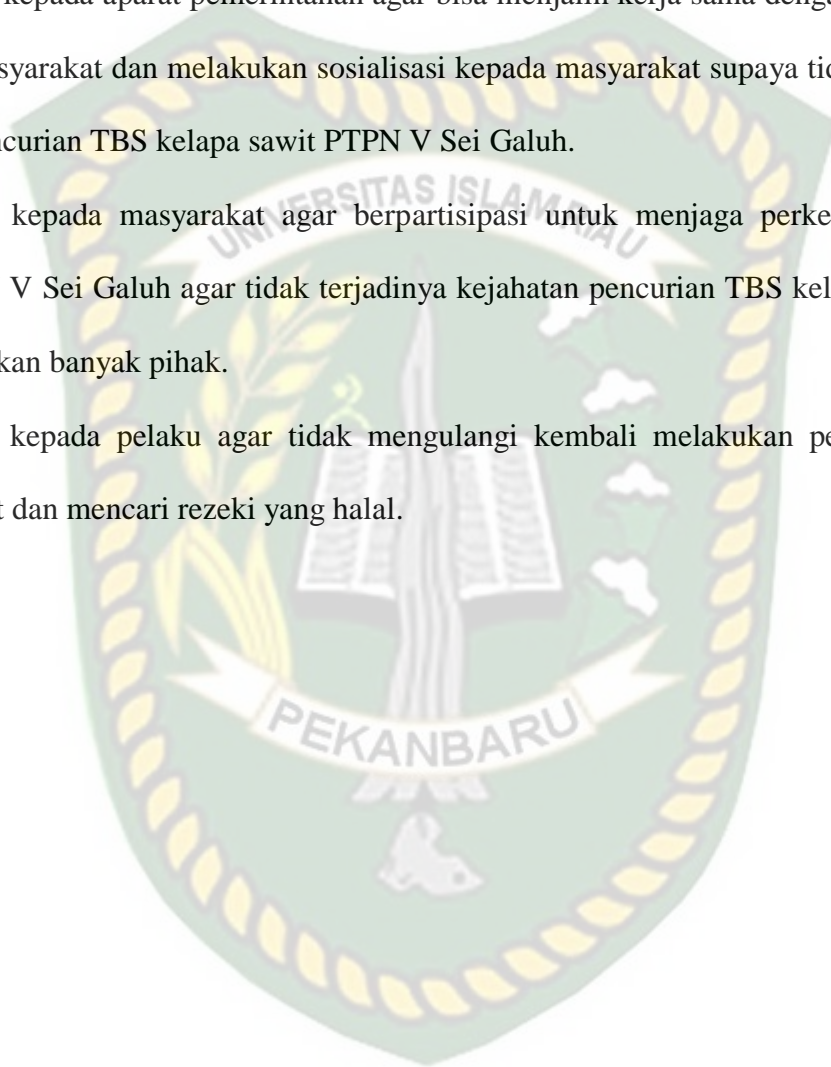 kepada aparat pemerintahan agar bisa menjalin kerja sama
syarakat dan melakukan sosialisasi kepada masyarakat supaya
curian TBS kelapa sawit PTPN V Sei Galuh.
UNIVERSITAS ISLAM RIAU
kepada masyarakat agar berpartisipasi untuk menjaga perke
V Sei Galuh agar tidak terjadinya kejahatan pencurian TBS kel
kan banyak pihak.
kepada pelaku agar tidak mengulangi kembali melakukan pe
t dan mencari rezeki yang halal.
PEKANBARU